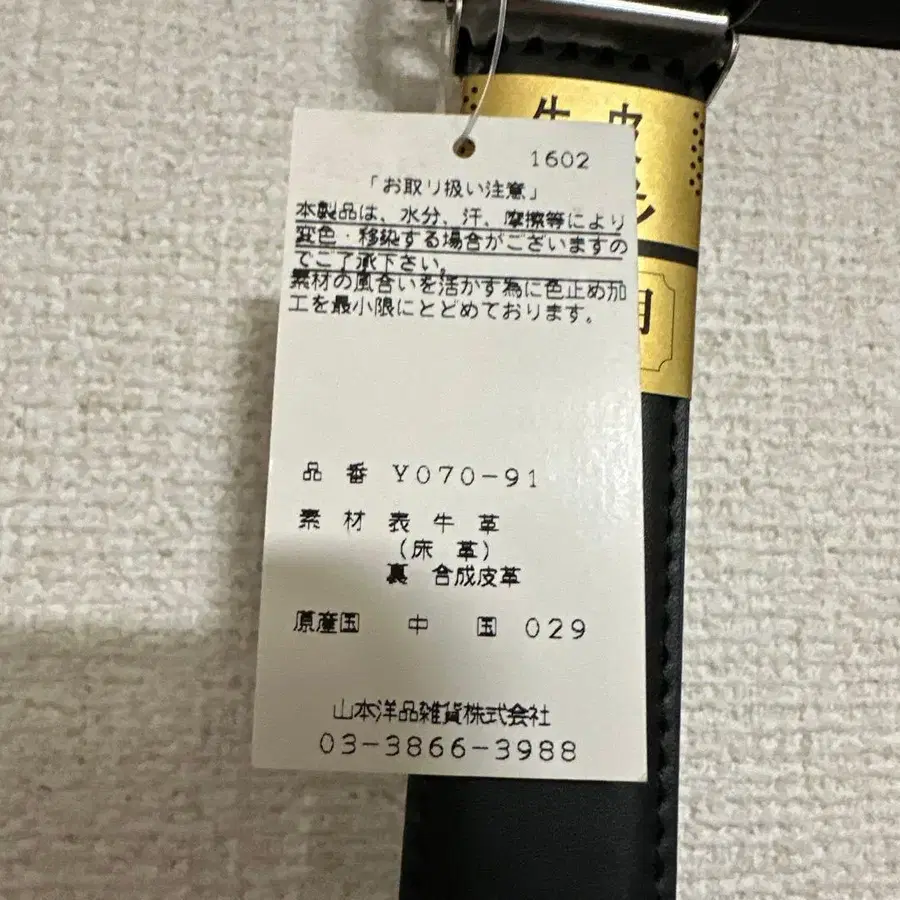 1602
「お取り扱い注意」
本製品は、水分、汗、摩擦等により
変色・移染する場合がございますの
でご了承下さい。
素材の風合いを活かす為に色止め加
工を最小限にとどめております。
品番 Y070-91
素材 表 牛革
(床 革)
裏 合成皮革
原産国 中国 029
山本洋品雑貨株式会社
03-3866-3988